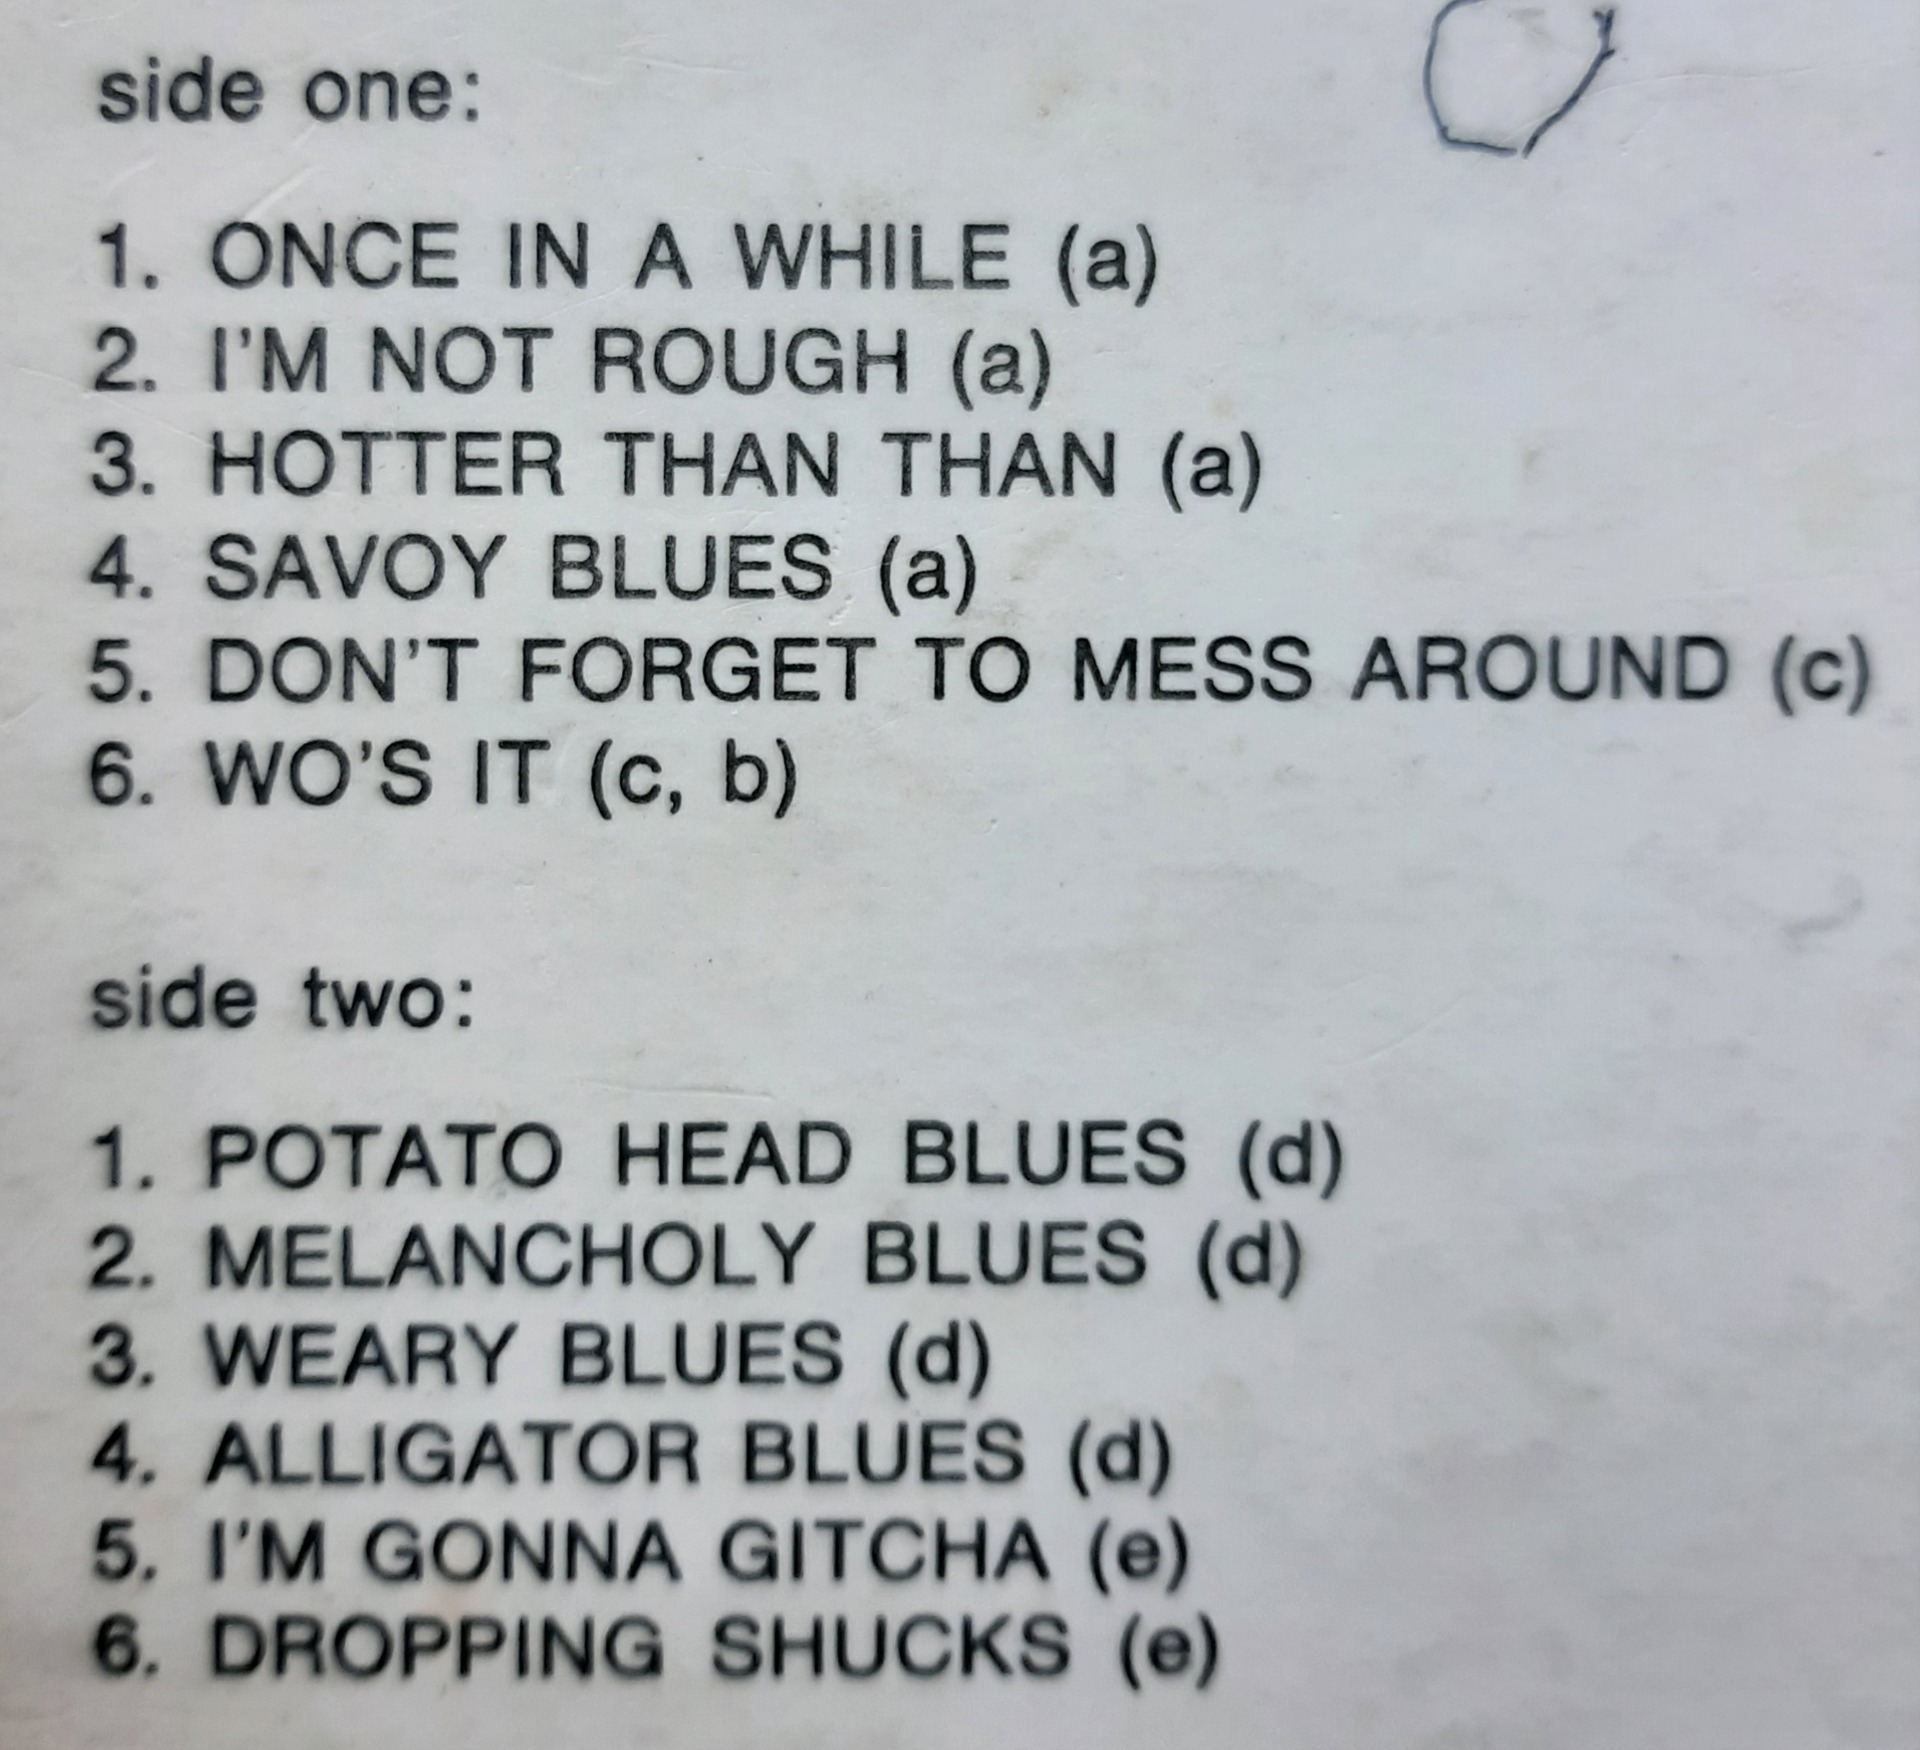 side one:
1. ONCE IN A WHILE (a)
2. I'M NOT ROUGH (a)
3. HOTTER THAN THAN (a)
4. SAVOY BLUES (a)
5. DON'T FORGET TO MESS AROUND (c)
6. WO'S IT (c, b)
side two:
1. POTATO HEAD BLUES (d)
2. MELANCHOLY BLUES (d)
3. WEARY BLUES (d)
4. ALLIGATOR BLUES (d)
5. I'M GONNA GITCHA (e)
6. DROPPING SHUCKS (e)